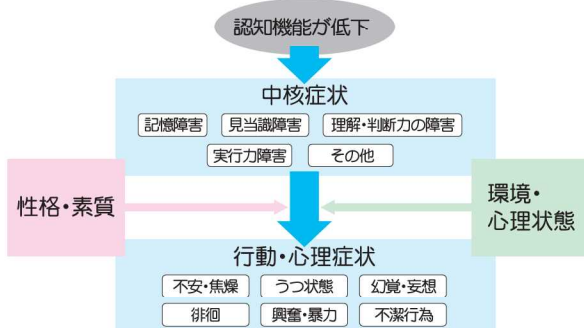 認知機能が低下
中核症状
記憶障害 見当識障害 理解・判断力の障害
実行力障害 その他
性格・素質
環境・
心理状態
行動・心理症状
不安・焦燥 うつ状態 幻覚・妄想
徘徊 興奮・暴力 不潔行為